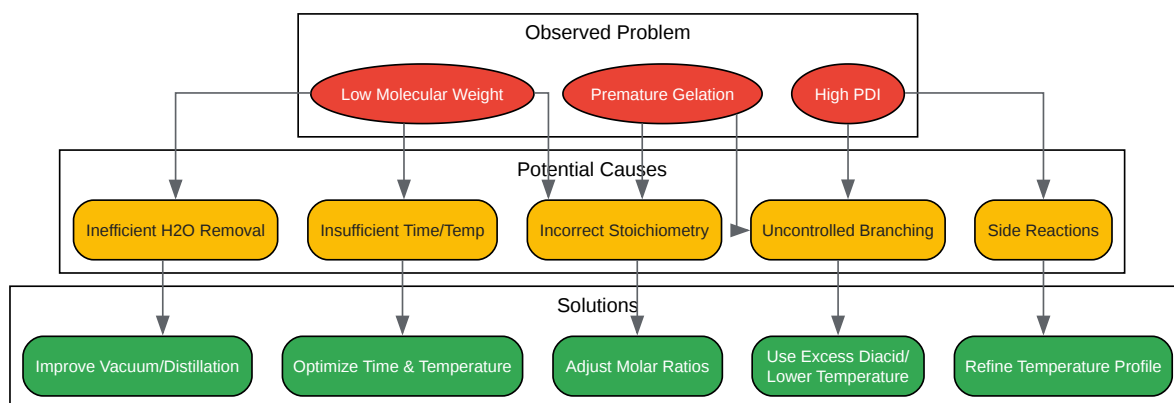 Observed Problem
Low Molecular Weight
Premature Gelation
High PDI
Potential Causes
Inefficient H2O Removal
Insufficient Time/Temp
Incorrect Stoichiometry
Uncontrolled Branching
Side Reactions
Solutions
Improve Vacuum/Distillation
Optimize Time & Temperature
Adjust Molar Ratios
Use Excess Diacid/
Lower Temperature
Refine Temperature Profile